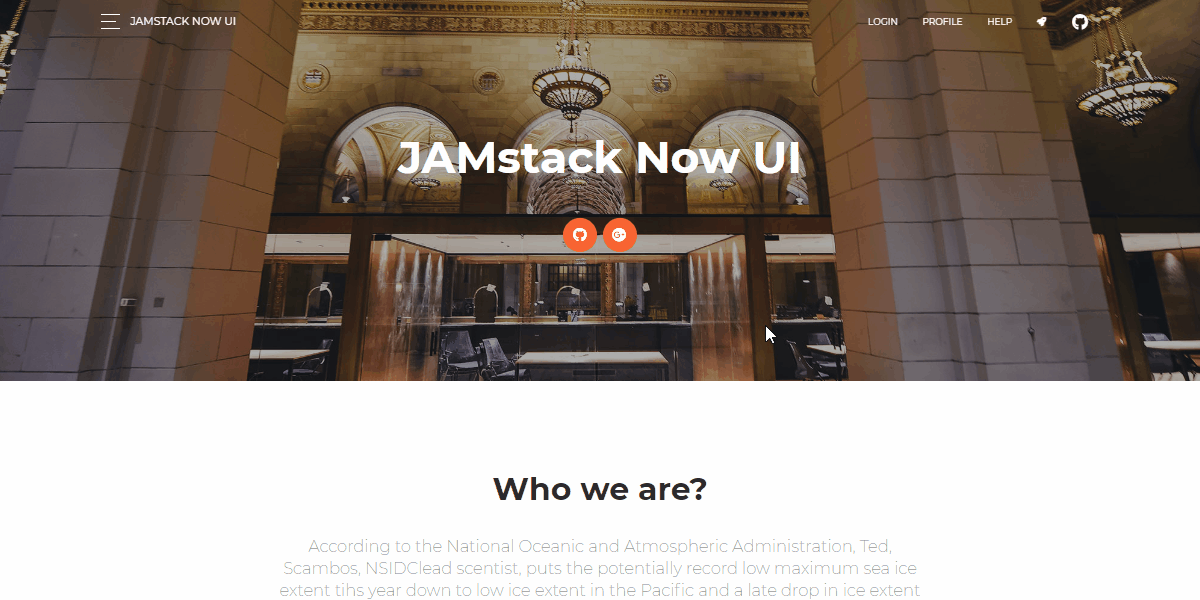 JAMSTACK NOW UI
LOGIN PROFILE HELP
JAMstack Now UI
Who we are?
According to the National Oceanic and Atmospheric Administration, Ted,
Scambos, NSIDClead scentist, puts the potentially record low maximum sea ice
extent tihs year down to low ice extent in the Pacific and a late drop in ice extent